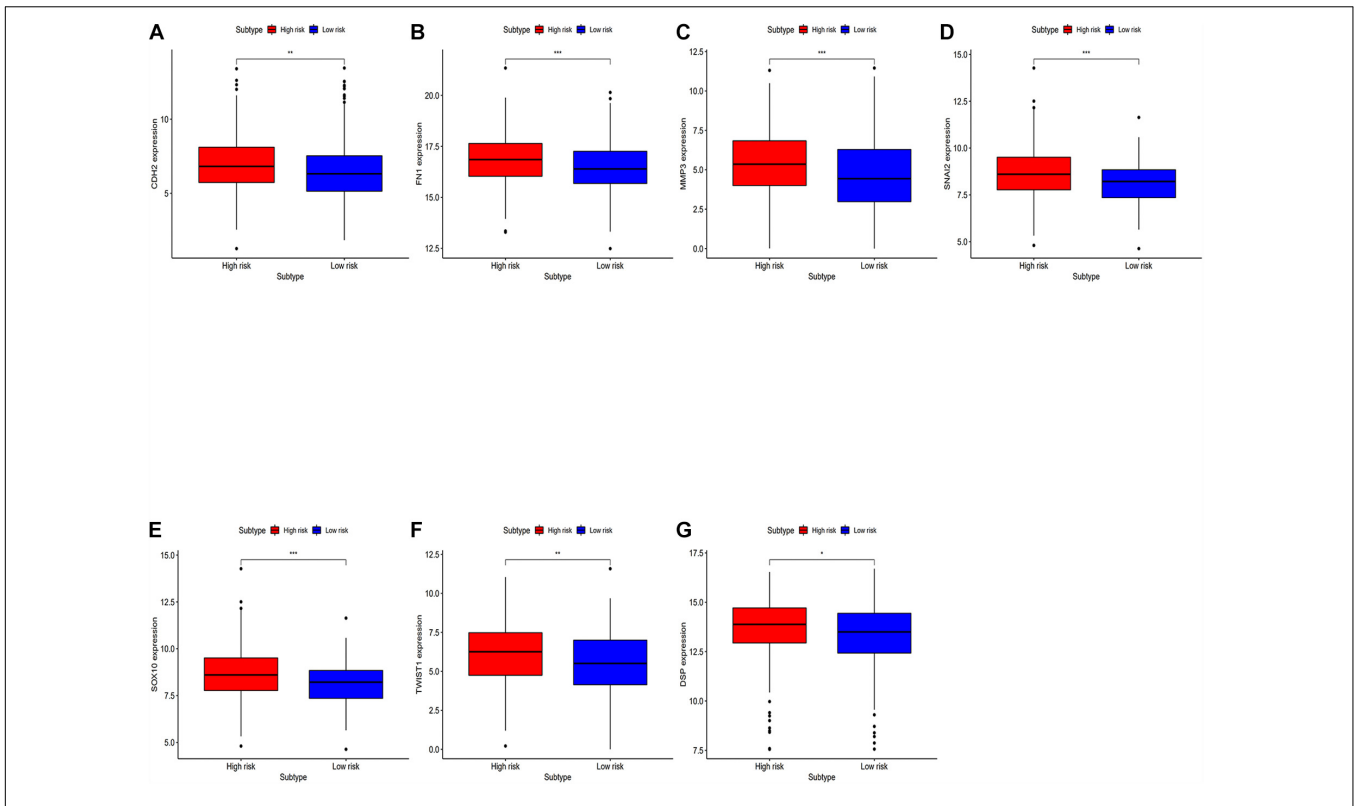 A
Subtype High risk Low risk
**
CDH2 expression
10
5
High risk Low risk
Subtype
B
Subtype High risk Low risk
***
FN1 expression
20.0
17.5
15.0
12.5
High risk Low risk
Subtype
C
Subtype High risk Low risk
***
MMP3 expression
12.5
10.0
7.5
5.0
2.5
0.0
High risk Low risk
Subtype
D
Subtype High risk Low risk
***
SNAI2 expression
15.0
12.5
10.0
7.5
5.0
High risk Low risk
Subtype
E
Subtype High risk Low risk
***
SOX10 expression
15.0
12.5
10.0
7.5
5.0
High risk Low risk
Subtype
F
Subtype High risk Low risk
**
TWIST1 expression
12.5
10.0
7.5
5.0
2.5
0.0
High risk Low risk
Subtype
G
Subtype High risk Low risk
*
DSP expression
17.5
15.0
12.5
10.0
7.5
High risk Low risk
Subtype